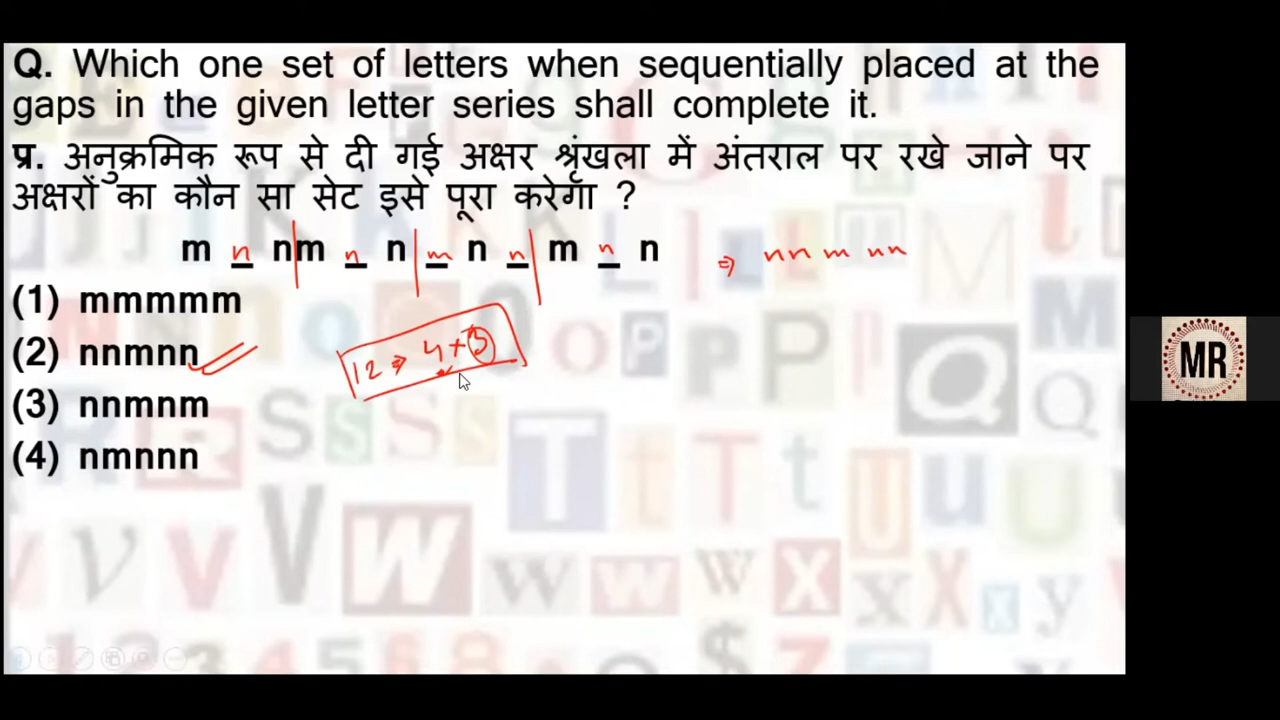 Q. Which one set of letters when sequentially placed at the
gaps in the given letter series shall complete it.
प्र. अनुक्रमिक रूप से दी गई अक्षर श्रृंखला में अंतराल पर रखे जाने पर
अक्षरों का कौन सा सेट इसे पूरा करेगा ?
m n n|m n n|m n n|m n n ⇒ nn m nn
(1) mmmmm
(2) nnmnn
12 ⇒ 4 × 3
(3) nnmnm
(4) nmnnn
MR